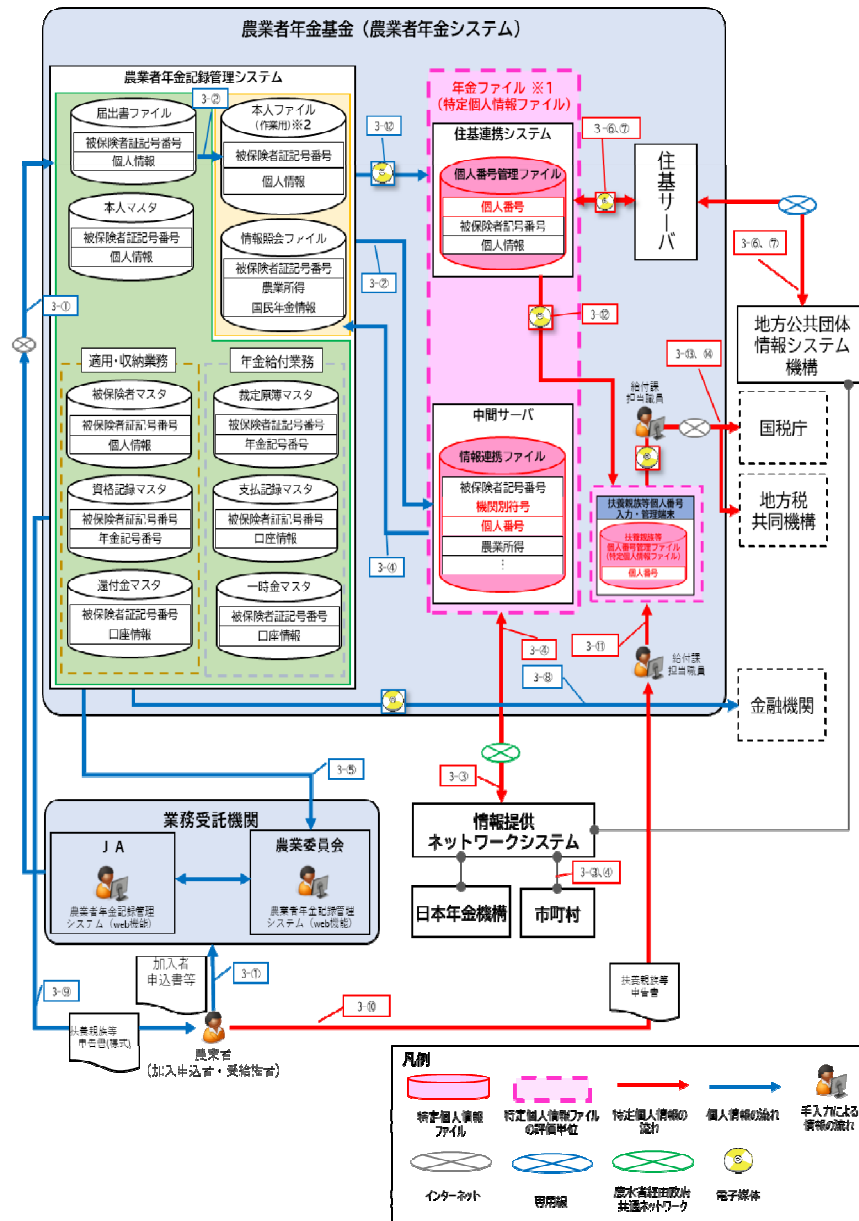 農業者年金基金（農業者年金システム）
農業者年金記録管理システム
届出書ファイル
被保険者証記号番号
個人情報
3-②
本人ファイル
(作業用)※2
被保険者証記号番号
個人情報
本人マスタ
被保険者証記号番号
個人情報
情報照会ファイル
被保険者証記号番号
農業所得
国民年金情報
3-①
適用・収納業務
被保険者マスタ
被保険者証記号番号
個人情報
資格記録マスタ
被保険者証記号番号
年金記号番号
還付金マスタ
被保険者証記号番号
口座情報
年金給付業務
裁定原簿マスタ
被保険者証記号番号
年金記号番号
支払記録マスタ
被保険者証記号番号
口座情報
一時金マスタ
被保険者証記号番号
口座情報
3-⑫
3-②
3-④
年金ファイル ※1
(特定個人情報ファイル)
住基連携システム
個人番号管理ファイル
個人番号
被保険者記号番号
個人情報
3-⑥、⑦
住基サーバ
3-⑥、⑦
3-⑫
地方公共団体
情報システム
機構
3-⑬、⑭
給付課
担当職員
国税庁
地方税
共同機構
中間サーバ
情報連携ファイル
被保険者記号番号
機関別符号
個人番号
農業所得
⋮
扶養親族等個人番号
入力・管理端末
扶養親族等
個人番号管理ファイル
(特定個人情報ファイル)
個人番号
3-④
3-⑪
給付課
担当職員
3-⑧
金融機関
3-⑤
3-③
業務受託機関
ＪＡ
農業者年金記録管理
システム（web機能）
農業委員会
農業者年金記録管理
システム（web機能）
情報提供
ネットワークシステム
3-③、④
日本年金機構
市町村
加入者
申込書等
3-①
3-⑨
3-⑩
扶養親族等
申告書
扶養親族等
申告書(様式)
農業者
（加入申込者・受給権者）
凡例
特定個人情報
ファイル
特定個人情報ファイル
の評価単位
特定個人情報の
流れ
個人情報の流れ
手入力による
情報の流れ
インターネット
専用線
農水省経由政府
共通ネットワーク
電子媒体